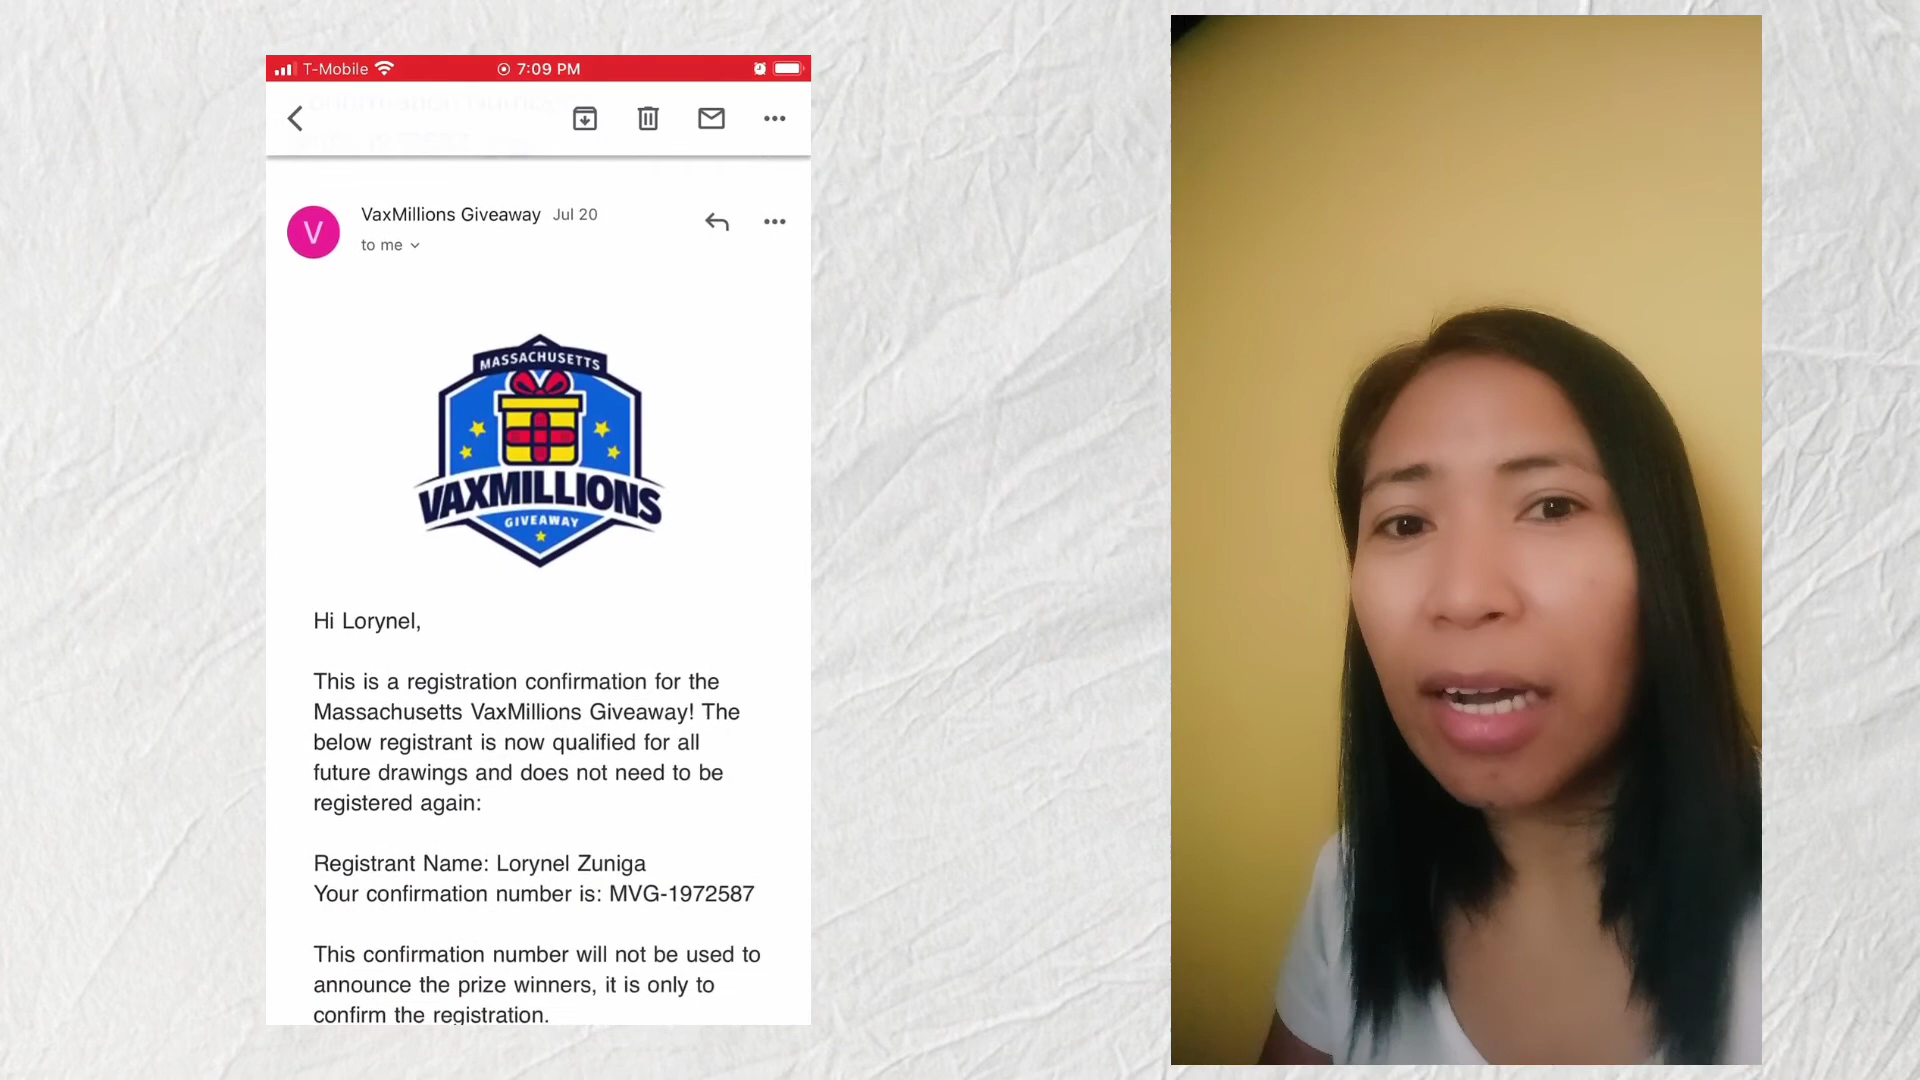 T-Mobile 7:09 PM
V
VaxMillions Giveaway Jul 20
to me
MASSACHUSETTS
VAXMILLIONS
GIVEAWAY
Hi Lorynel,
This is a registration confirmation for the
Massachusetts VaxMillions Giveaway! The
below registrant is now qualified for all
future drawings and does not need to be
registered again:
Registrant Name: Lorynel Zuniga
Your confirmation number is: MVG-1972587
This confirmation number will not be used to
announce the prize winners, it is only to
confirm the registration.